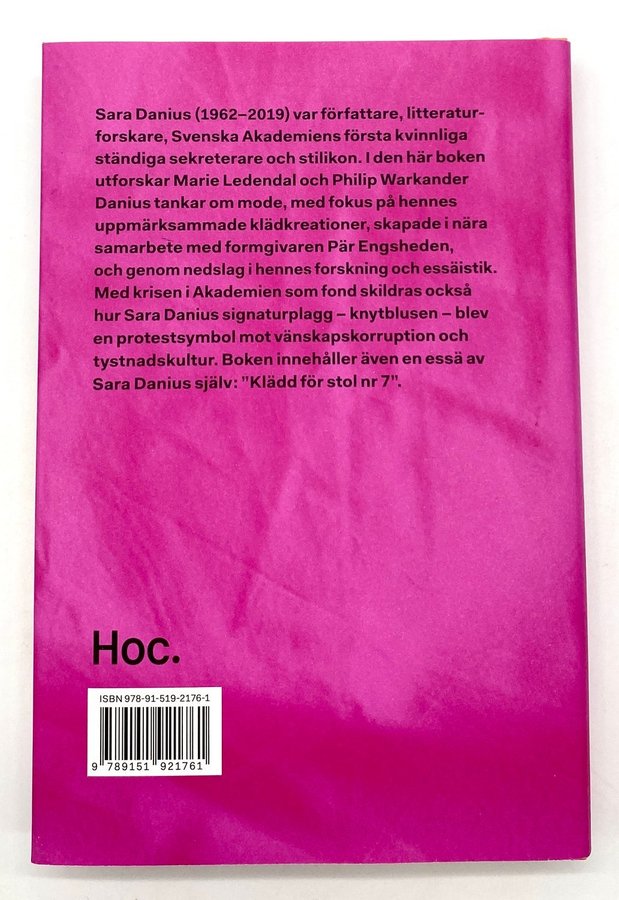 Sara Danius (1962–2019) var författare, litteratur-
forskare, Svenska Akademiens första kvinnliga
ständiga sekreterare och stilikon. I den här boken
utforskar Marie Ledendal och Philip Warkander
Danius tankar om mode, med fokus på hennes
uppmärksammade klädkreationer, skapade i nära
samarbete med formgivaren Pär Engsheden,
och genom nedslag i hennes forskning och essäistik.
Med krisen i Akademien som fond skildras också
hur Sara Danius signaturplagg – knytblusen – blev
en protestsymbol mot vänskapskorruption och
tystnadskultur. Boken innehåller även en essä av
Sara Danius själv: ”Klädd för stol nr 7”.
Hoc.
ISBN 978-91-519-2176-1
9 789151 921761